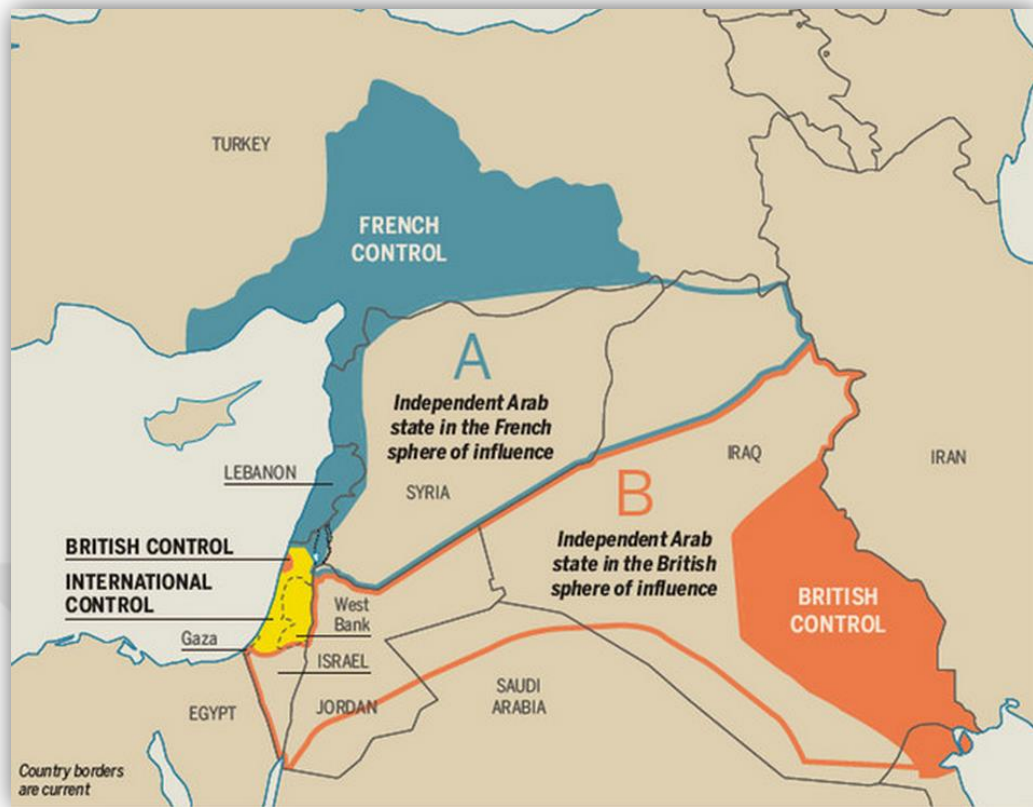 TURKEY
FRENCH
CONTROL
A
Independent Arab
state in the French
sphere of influence
LEBANON
SYRIA
IRAQ
IRAN
B
Independent Arab
state in the British
sphere of influence
BRITISH CONTROL
INTERNATIONAL
CONTROL
BRITISH
CONTROL
West
Bank
Gaza
ISRAEL
EGYPT
JORDAN
SAUDI
ARABIA
Country borders
are current